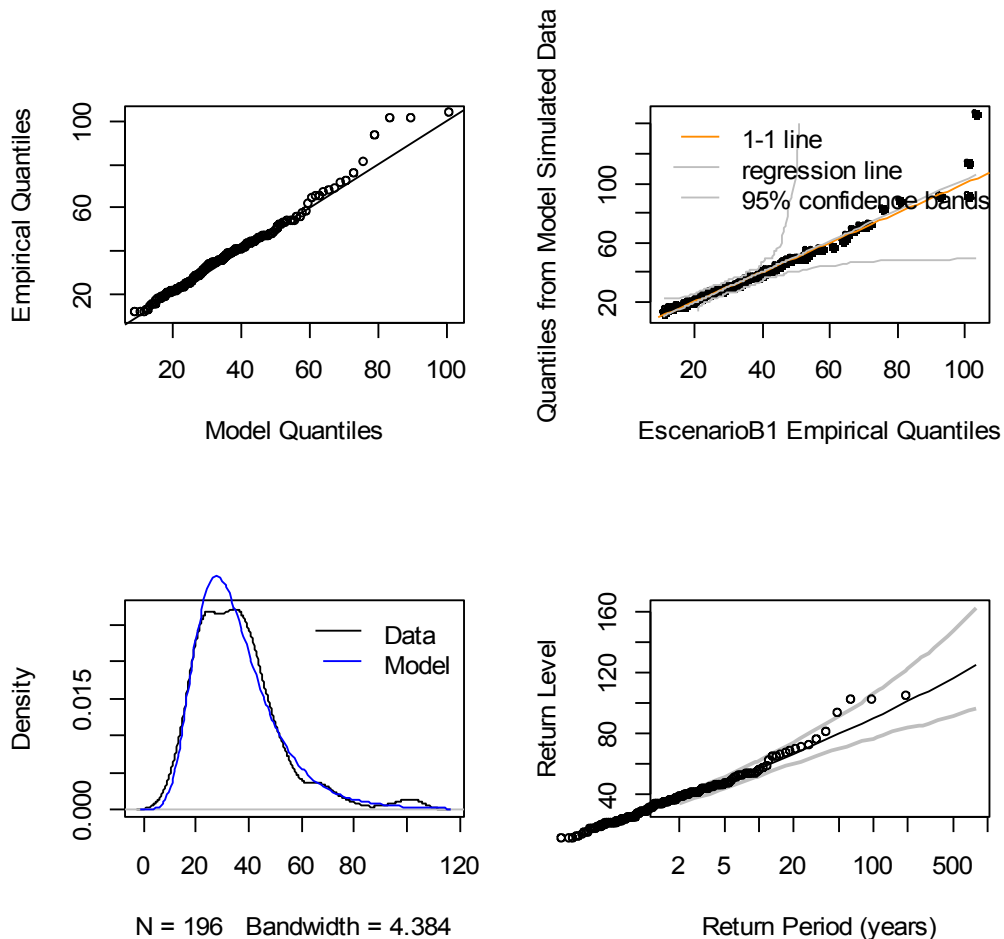 Empirical Quantiles
100
60
20
20
40
60
80
100
Model Quantiles
Quantiles from Model Simulated Data
100
60
20
1-1 line
regression line
95% confidence bands
20
40
60
80
100
EscenarioB1 Empirical Quantiles
Density
0.015
0.000
Data
Model
0
20
40
60
80
120
N = 196 Bandwidth = 4.384
Return Level
160
120
80
40
2
5
20
100
500
Return Period (years)